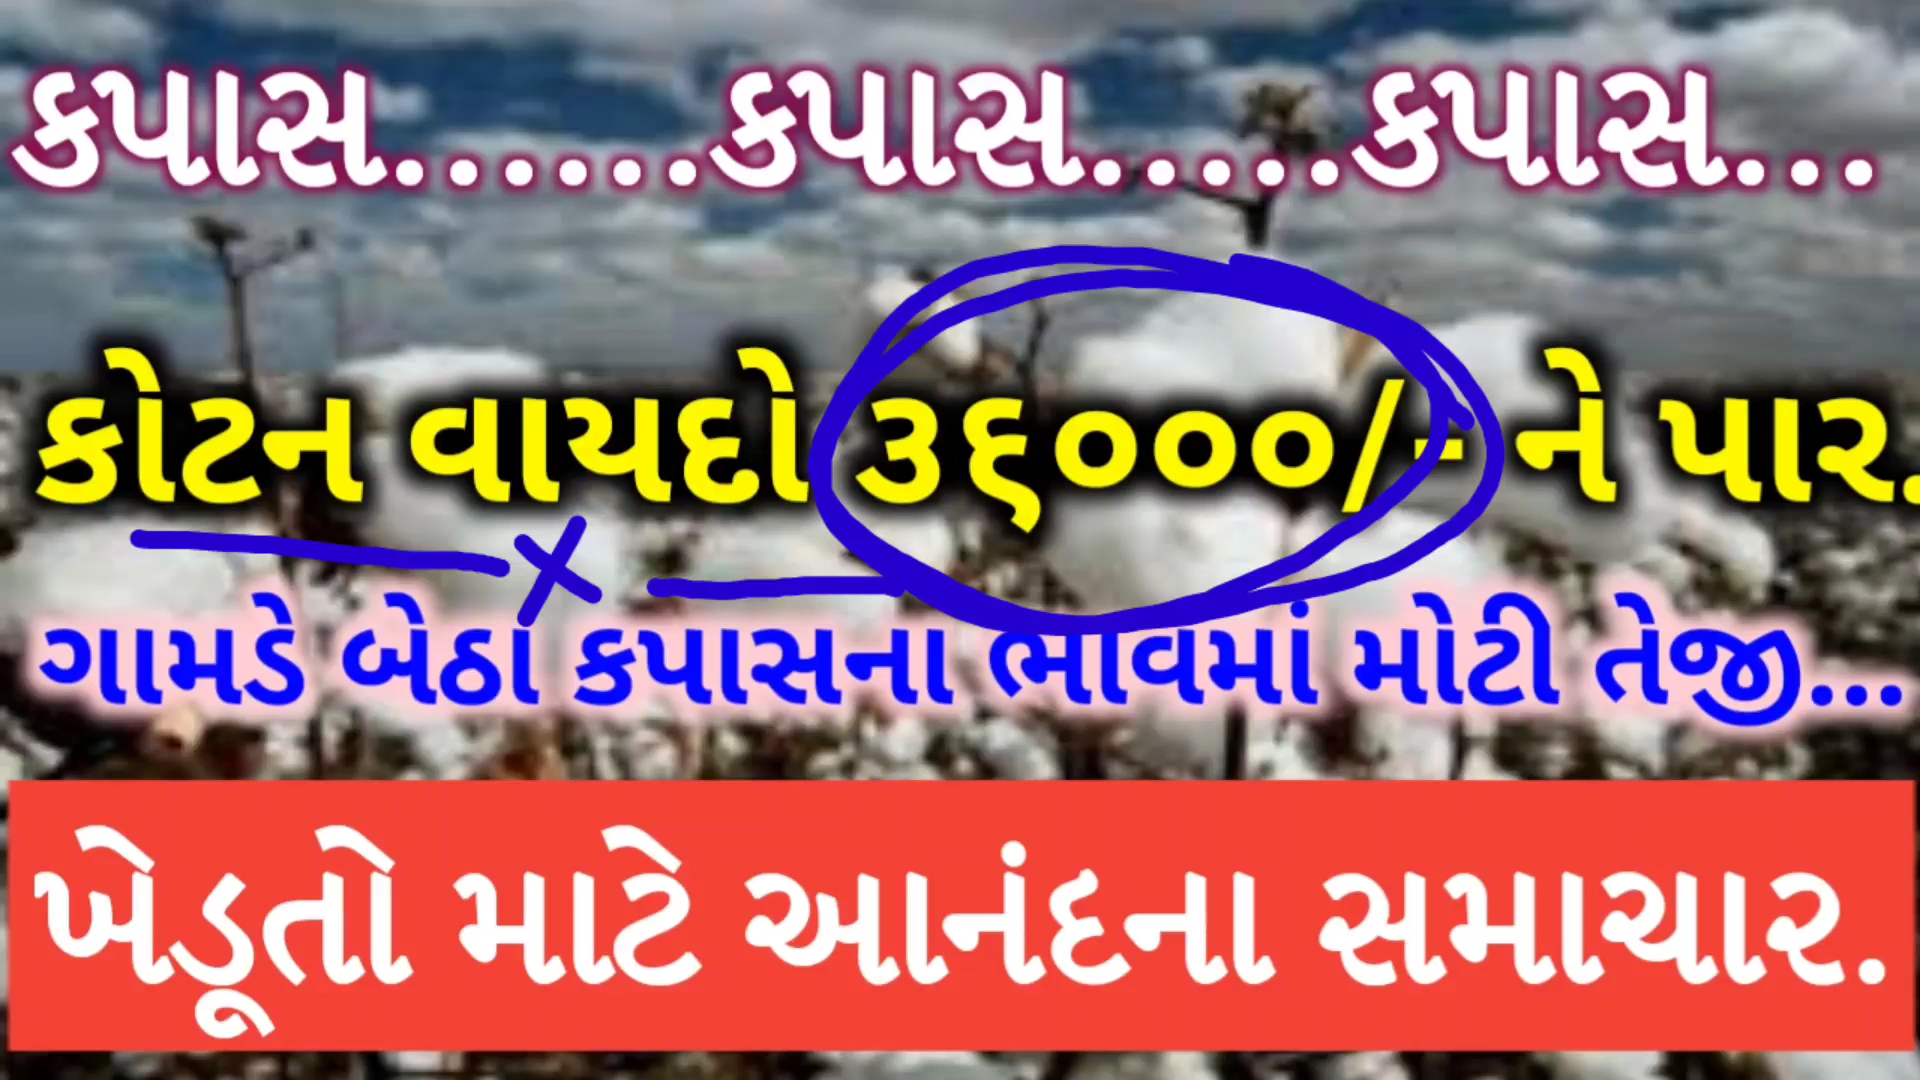 કપાસ......કપાસ.....કપાસ...
કોટન વાયદો ૩૬૦૦૦/- ને પાર.
ગામડે બેઠા કપાસના ભાવમાં મોટી તેજી...
ખેડૂતો માટે આનંદના સમાચાર.